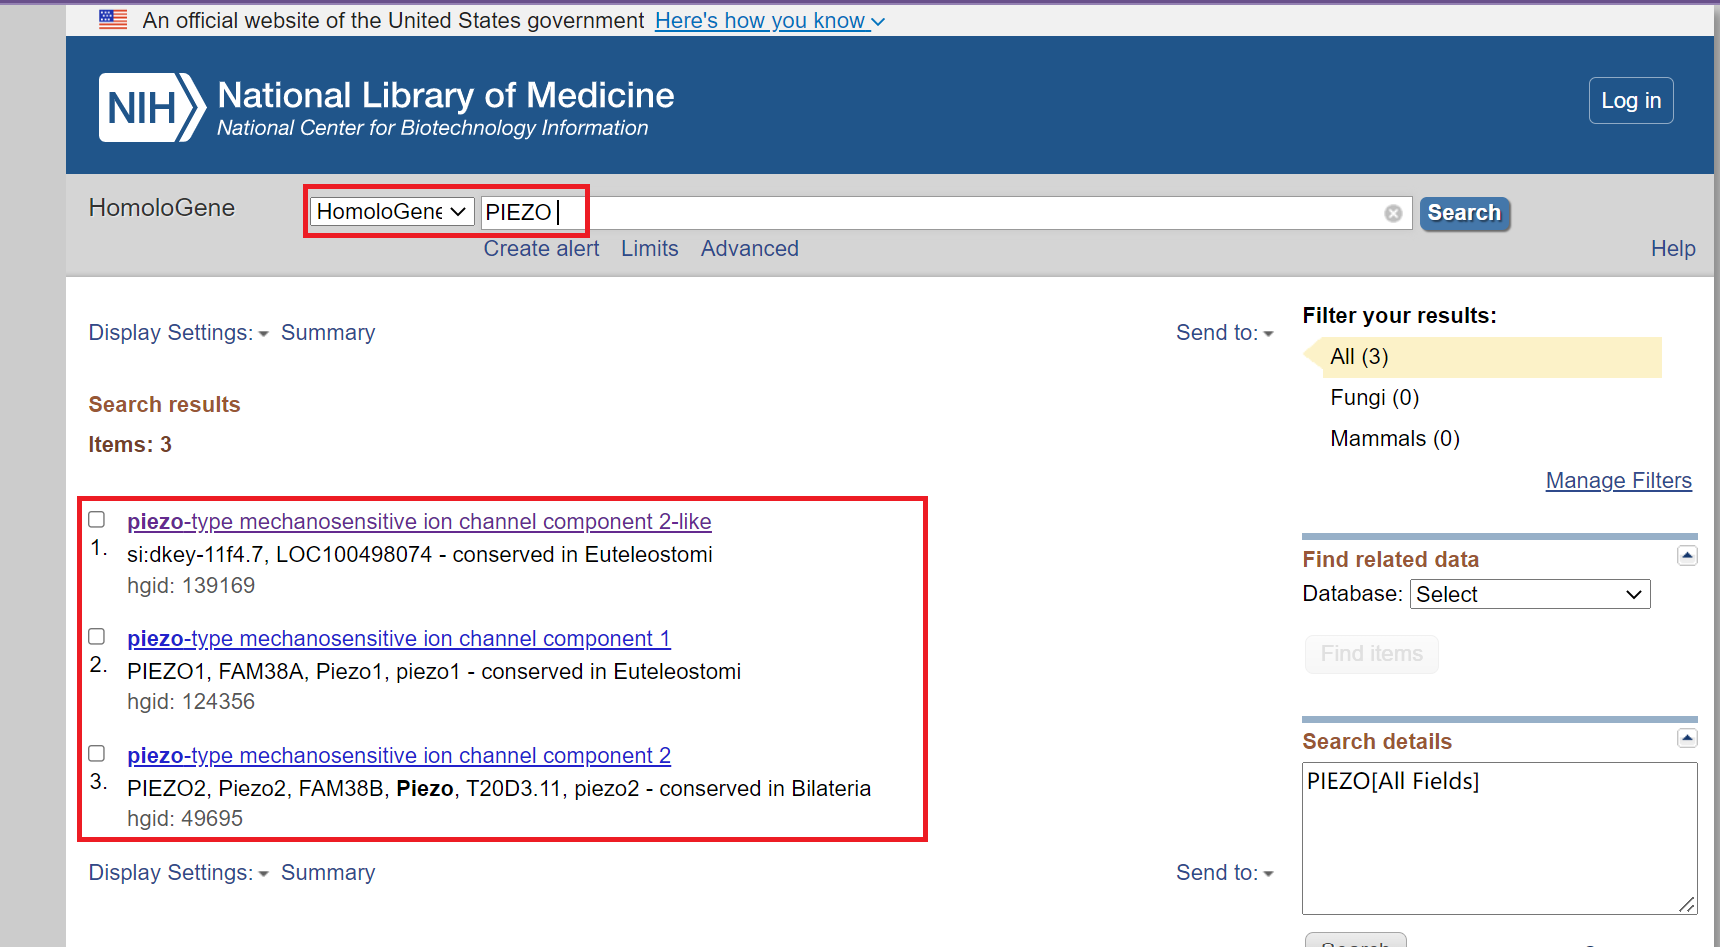 An official website of the United States government Here's how you know
NIH National Library of Medicine
National Center for Biotechnology Information
Log in
HomoloGene
HomoloGene PIEZO
Search
Create alert Limits Advanced
Help
Display Settings: Summary
Send to:
Search results
Items: 3
piezo-type mechanosensitive ion channel component 2-like
1. si:dkey-11f4.7, LOC100498074 - conserved in Euteleostomi
hgid: 139169
piezo-type mechanosensitive ion channel component 1
2. PIEZO1, FAM38A, Piezo1, piezo1 - conserved in Euteleostomi
hgid: 124356
piezo-type mechanosensitive ion channel component 2
3. PIEZO2, Piezo2, FAM38B, Piezo, T20D3.11, piezo2 - conserved in Bilateria
hgid: 49695
Display Settings: Summary
Send to:
Filter your results:
All (3)
Fungi (0)
Mammals (0)
Manage Filters
Find related data
Database: Select
Find items
Search details
PIEZO[All Fields]
Search